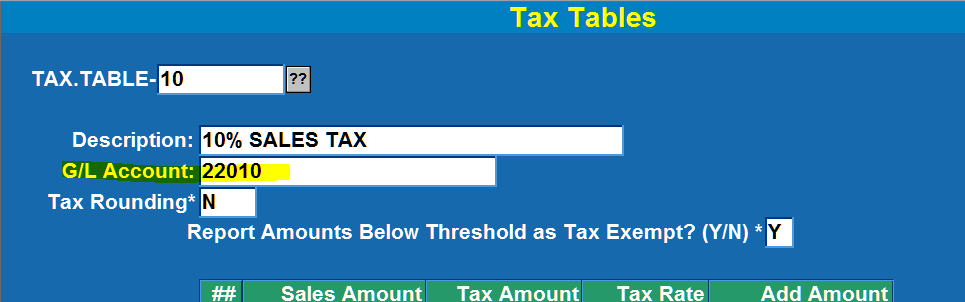 Tax Tables
TAX.TABLE-10 ??
Description: 10% SALES TAX
G/L Account: 22010
Tax Rounding* N
Report Amounts Below Threshold as Tax Exempt? (Y/N) * Y
## Sales Amount Tax Amount Tax Rate Add Amount